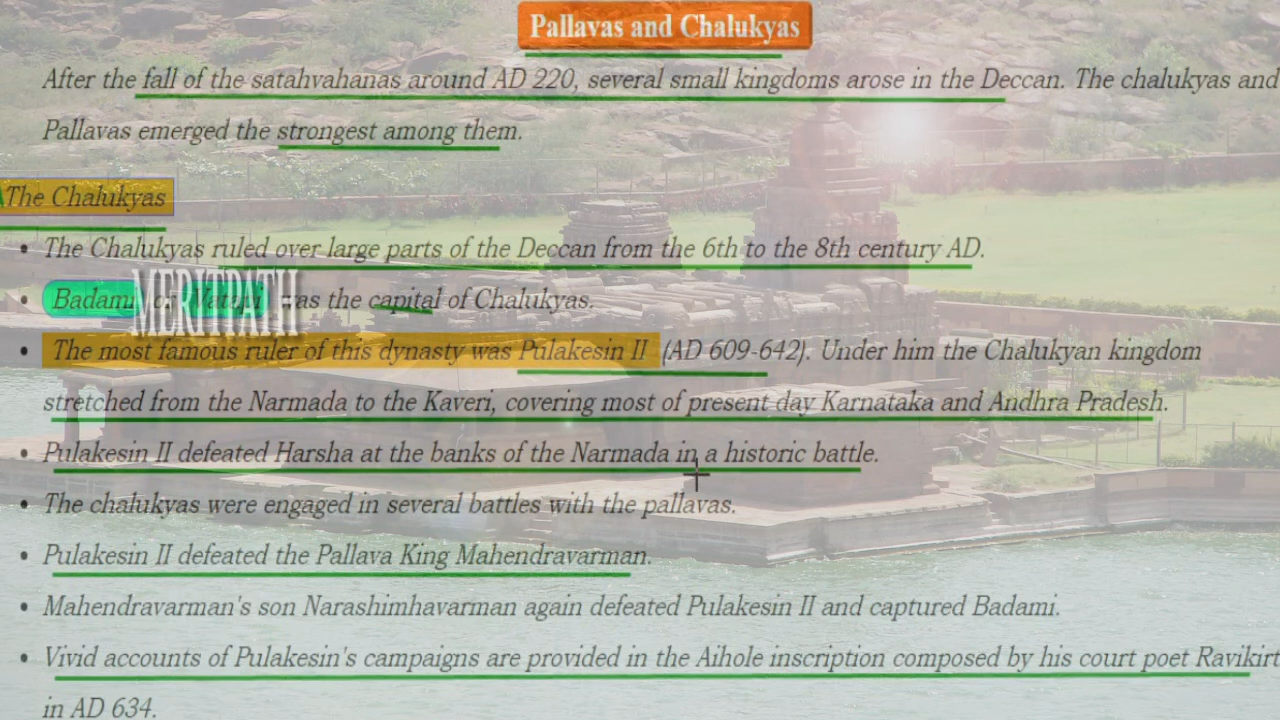 Pallavas and Chalukyas
After the fall of the satahvahanas around AD 220, several small kingdoms arose in the Deccan. The chalukyas and
Pallavas emerged the strongest among them.
The Chalukyas
• The Chalukyas ruled over large parts of the Deccan from the 6th to the 8th century AD.
• Badami or Vatapi was the capital of Chalukyas.
MERITPATH
• The most famous ruler of this dynasty was Pulakesin II (AD 609-642). Under him the Chalukyan kingdom
stretched from the Narmada to the Kaveri, covering most of present day Karnataka and Andhra Pradesh.
• Pulakesin II defeated Harsha at the banks of the Narmada in a historic battle.
• The chalukyas were engaged in several battles with the pallavas.
• Pulakesin II defeated the Pallava King Mahendravarman.
• Mahendravarman's son Narashimhavarman again defeated Pulakesin II and captured Badami.
• Vivid accounts of Pulakesin's campaigns are provided in the Aihole inscription composed by his court poet Ravikirt
in AD 634.